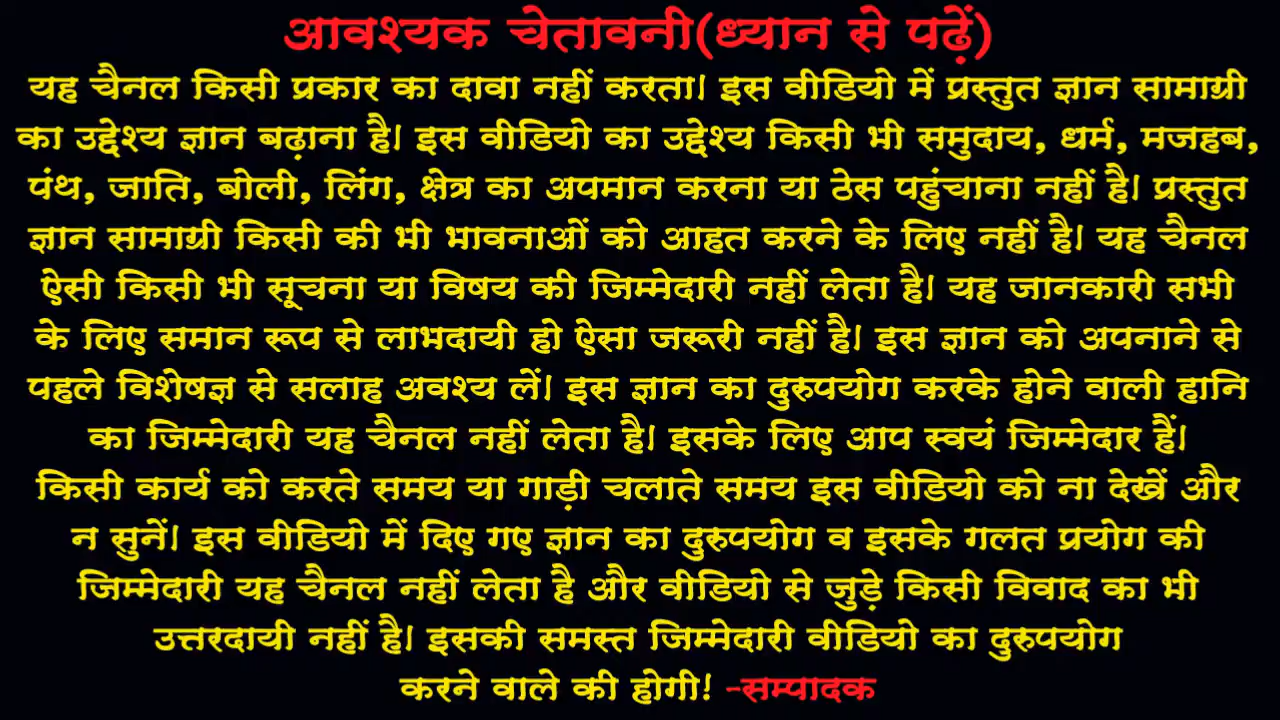 आवश्यक चेतावनी(ध्यान से पढ़ें)
यह चैनल किसी प्रकार का दावा नहीं करता। इस वीडियो में प्रस्तुत ज्ञान सामाग्री
का उद्देश्य ज्ञान बढ़ाना है। इस वीडियो का उद्देश्य किसी भी समुदाय, धर्म, मजहब,
पंथ, जाति, बोली, लिंग, क्षेत्र का अपमान करना या ठेस पहुंचाना नहीं है। प्रस्तुत
ज्ञान सामाग्री किसी की भी भावनाओं को आहत करने के लिए नहीं है। यह चैनल
ऐसी किसी भी सूचना या विषय की जिम्मेदारी नहीं लेता है। यह जानकारी सभी
के लिए समान रूप से लाभदायी हो ऐसा जरूरी नहीं है। इस ज्ञान को अपनाने से
पहले विशेषज्ञ से सलाह अवश्य लें। इस ज्ञान का दुरुपयोग करके होने वाली हानि
का जिम्मेदारी यह चैनल नहीं लेता है। इसके लिए आप स्वयं जिम्मेदार हैं।
किसी कार्य को करते समय या गाड़ी चलाते समय इस वीडियो को ना देखें और
न सुनें। इस वीडियो में दिए गए ज्ञान का दुरुपयोग व इसके गलत प्रयोग की
जिम्मेदारी यह चैनल नहीं लेता है और वीडियो से जुड़े किसी विवाद का भी
उत्तरदायी नहीं है। इसकी समस्त जिम्मेदारी वीडियो का दुरुपयोग
करने वाले की होगी! -सम्पादक